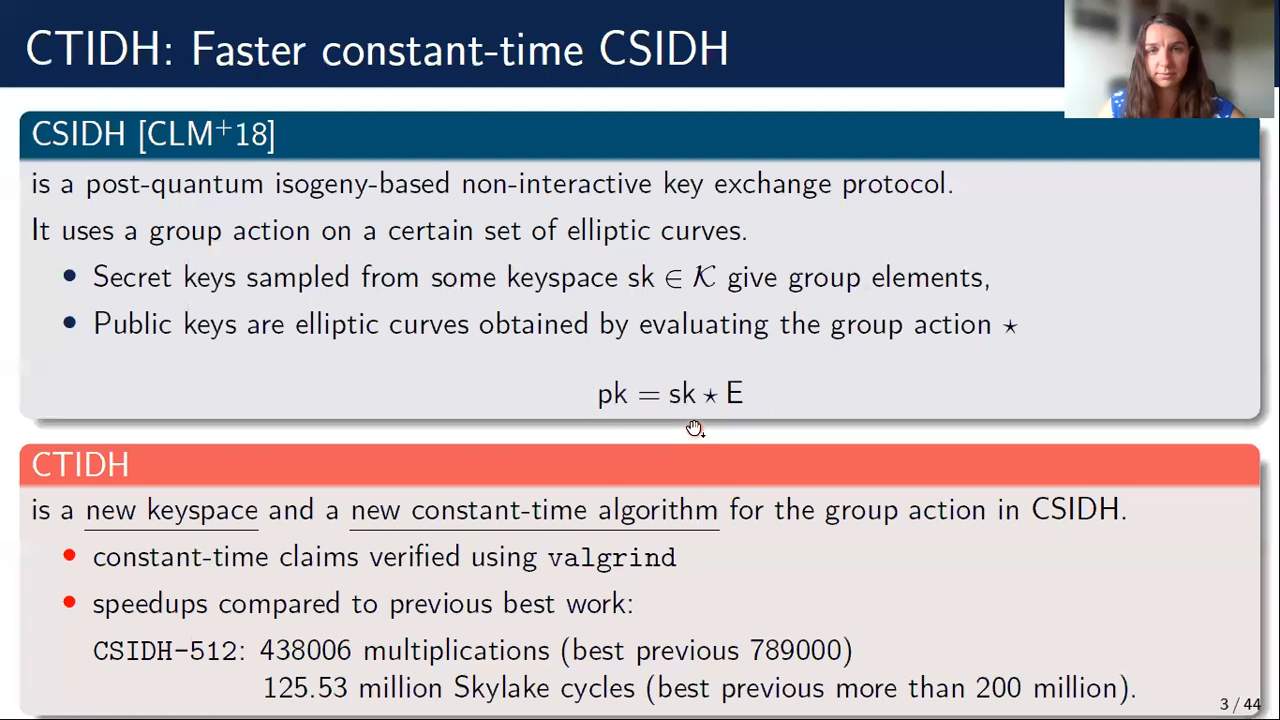 CTIDH: Faster constant-time CSIDH
CSIDH [CLM+18]
is a post-quantum isogeny-based non-interactive key exchange protocol.
It uses a group action on a certain set of elliptic curves.
• Secret keys sampled from some keyspace sk ∈ 𝒦 give group elements,
• Public keys are elliptic curves obtained by evaluating the group action ⋆
pk = sk ⋆ E
CTIDH
is a new keyspace and a new constant-time algorithm for the group action in CSIDH.
• constant-time claims verified using valgrind
• speedups compared to previous best work:
CSIDH-512: 438006 multiplications (best previous 789000)
125.53 million Skylake cycles (best previous more than 200 million).
3 / 44